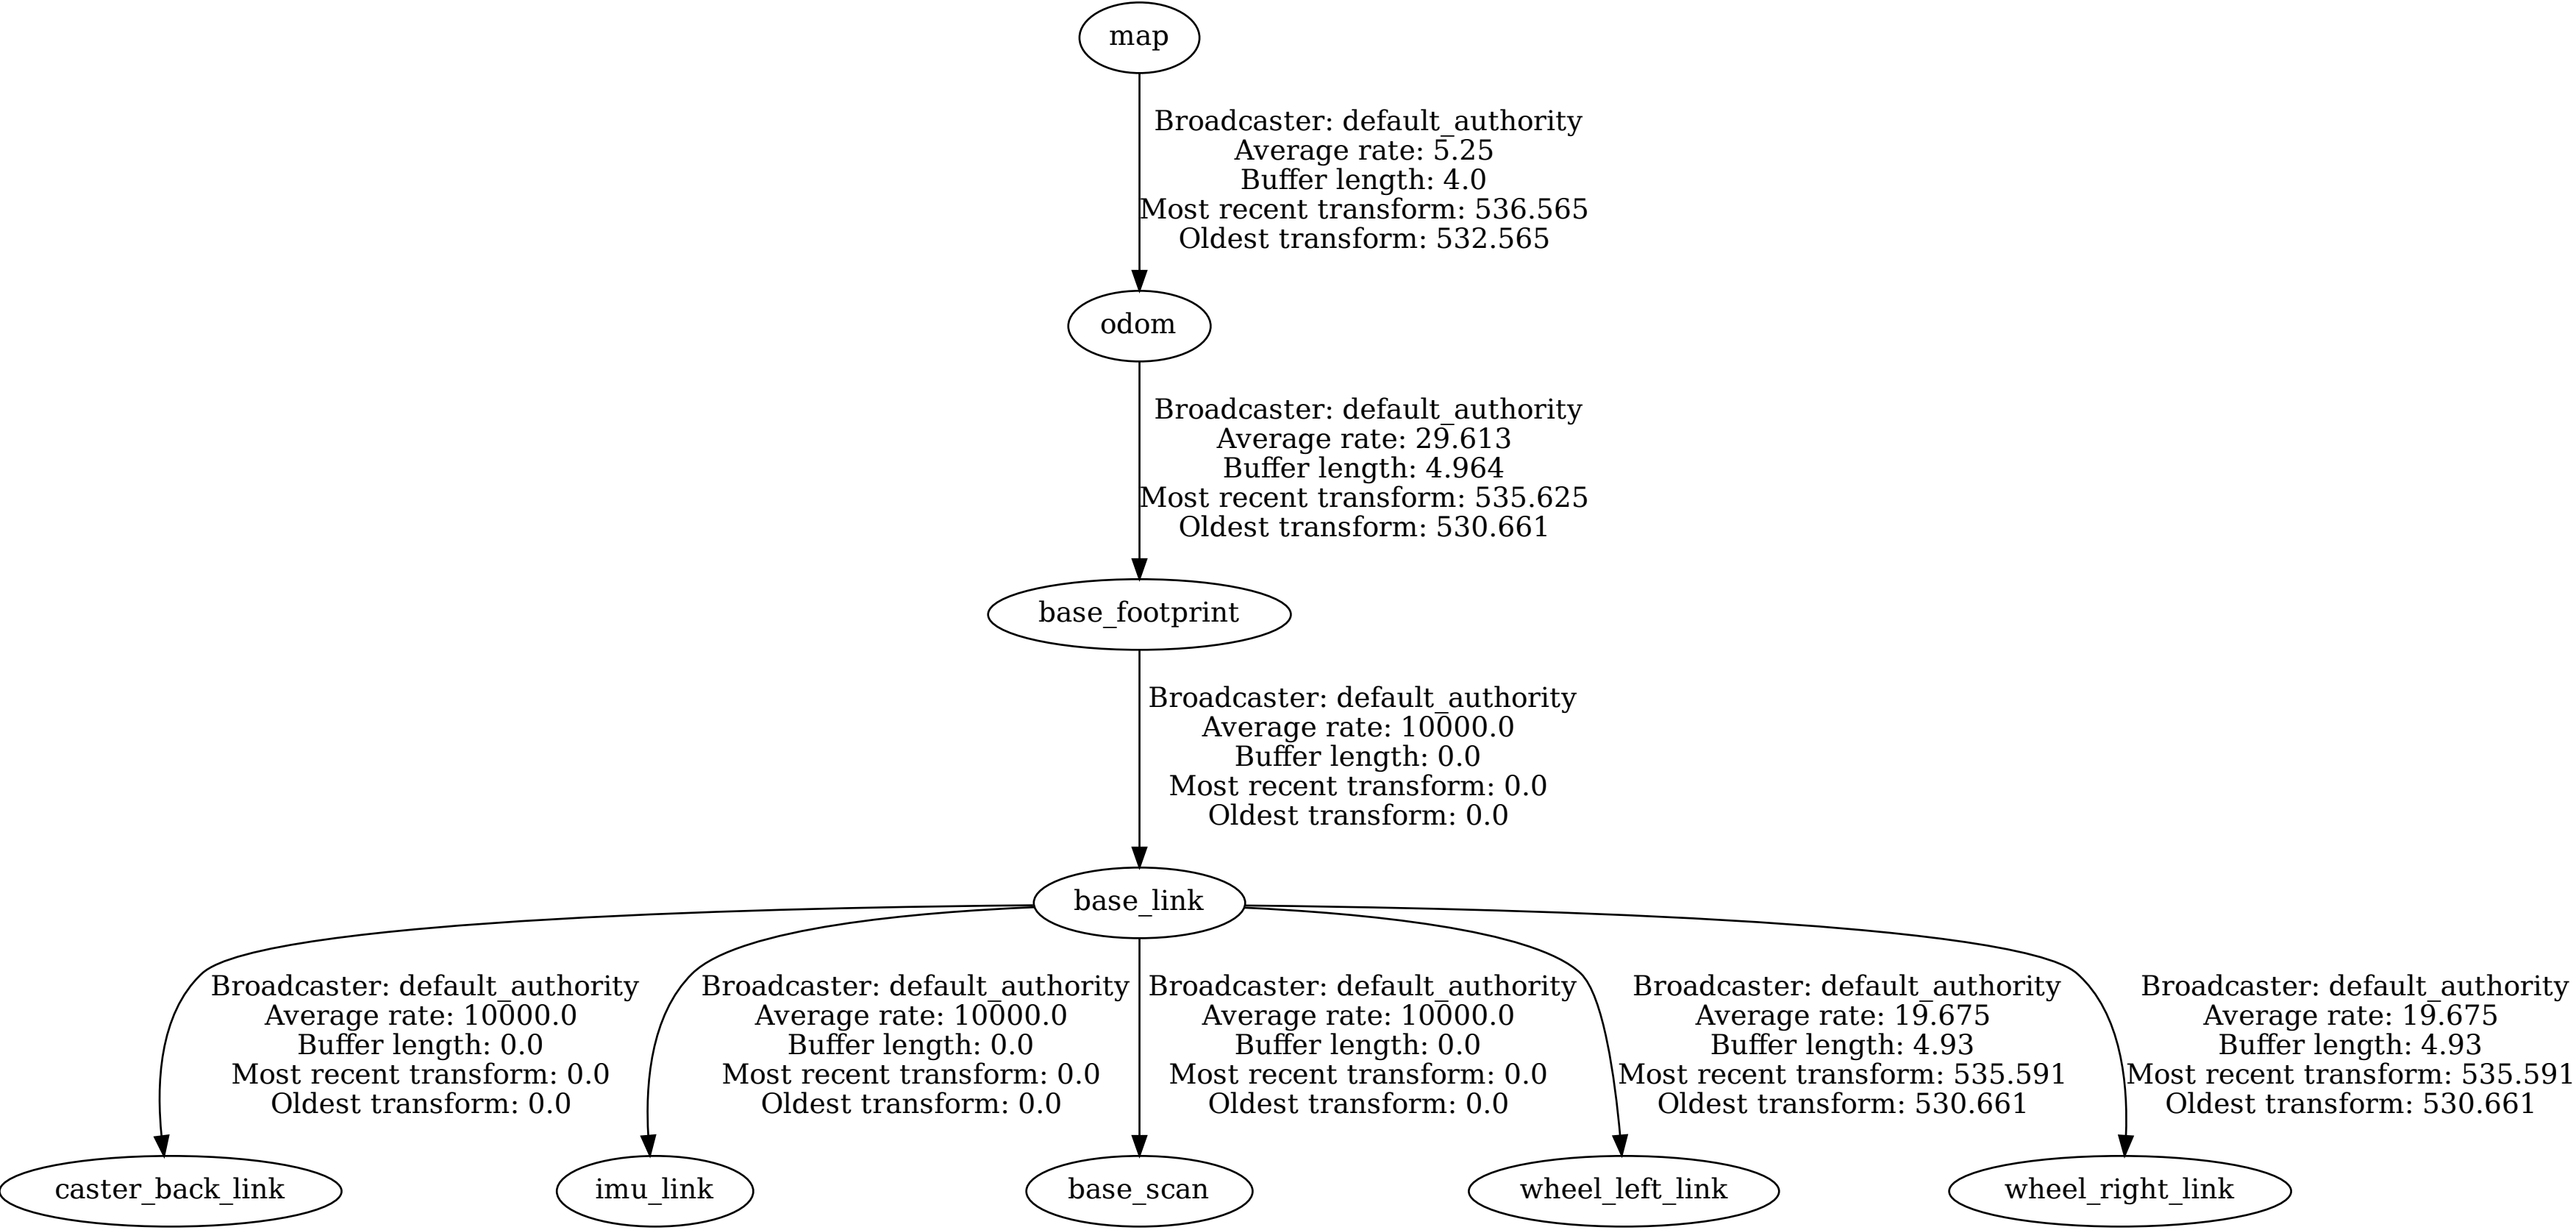 map
Broadcaster: default_authority
Average rate: 5.25
Buffer length: 4.0
Most recent transform: 536.565
Oldest transform: 532.565
odom
Broadcaster: default_authority
Average rate: 29.613
Buffer length: 4.964
Most recent transform: 535.625
Oldest transform: 530.661
base_footprint
Broadcaster: default_authority
Average rate: 10000.0
Buffer length: 0.0
Most recent transform: 0.0
Oldest transform: 0.0
base_link
Broadcaster: default_authority
Average rate: 10000.0
Buffer length: 0.0
Most recent transform: 0.0
Oldest transform: 0.0
Broadcaster: default_authority
Average rate: 10000.0
Buffer length: 0.0
Most recent transform: 0.0
Oldest transform: 0.0
Broadcaster: default_authority
Average rate: 10000.0
Buffer length: 0.0
Most recent transform: 0.0
Oldest transform: 0.0
Broadcaster: default_authority
Average rate: 19.675
Buffer length: 4.93
Most recent transform: 535.591
Oldest transform: 530.661
Broadcaster: default_authority
Average rate: 19.675
Buffer length: 4.93
Most recent transform: 535.591
Oldest transform: 530.661
caster_back_link
imu_link
base_scan
wheel_left_link
wheel_right_link